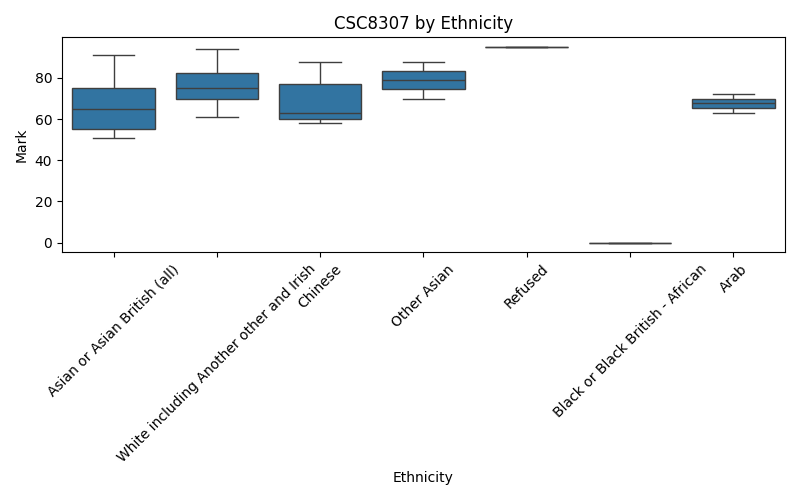 CSC8307 by Ethnicity
Mark
80
60
40
20
0
Asian or Asian British (all)
White including Another other and Irish
Chinese
Other Asian
Refused
Black or Black British - African
Arab
Ethnicity